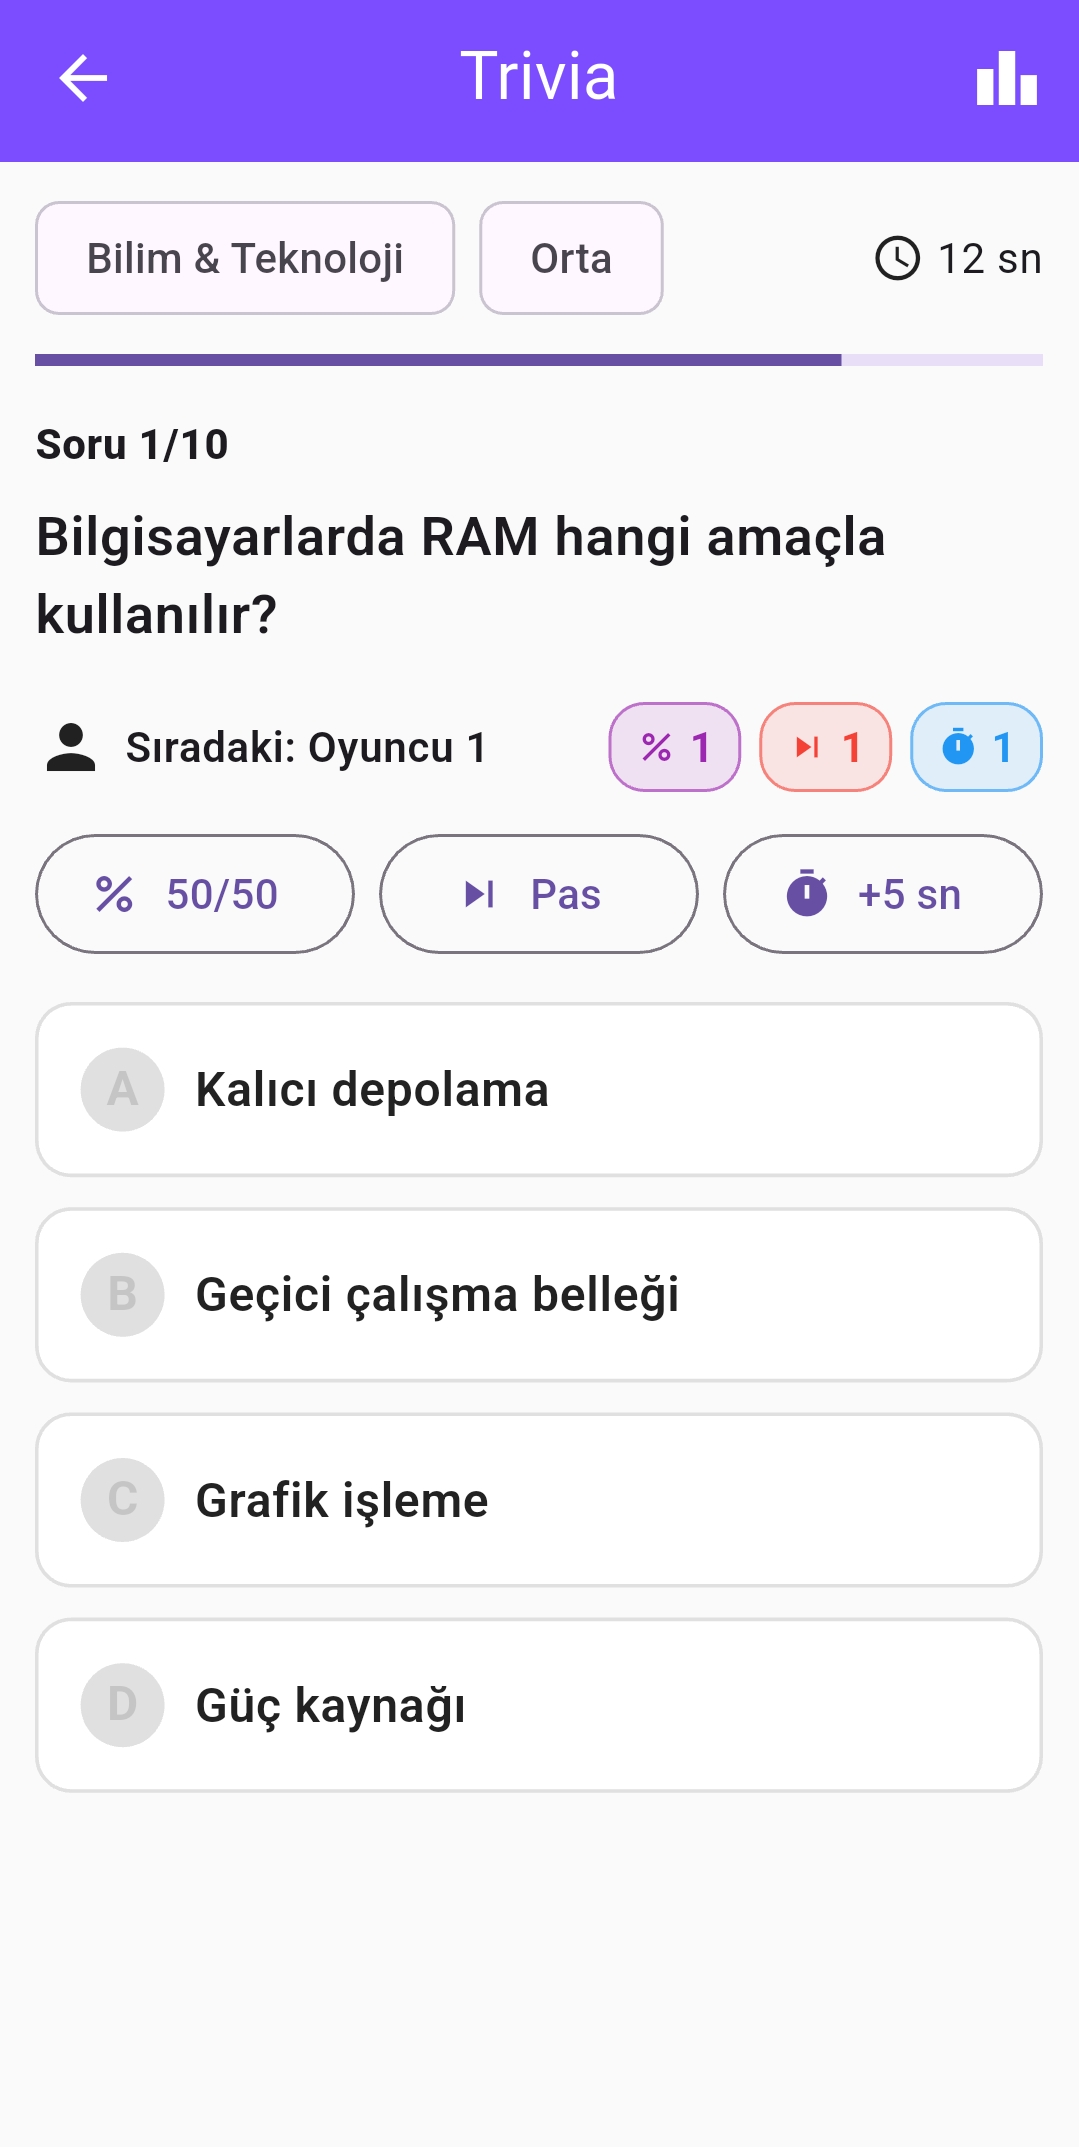 Trivia
Bilim & Teknoloji
Orta
12 sn
Soru 1/10
Bilgisayarlarda RAM hangi amaçla
kullanılır?
Sıradaki: Oyuncu 1
% 1
1
1
% 50/50
Pas
+5 sn
A Kalıcı depolama
B Geçici çalışma belleği
C Grafik işleme
D Güç kaynağı